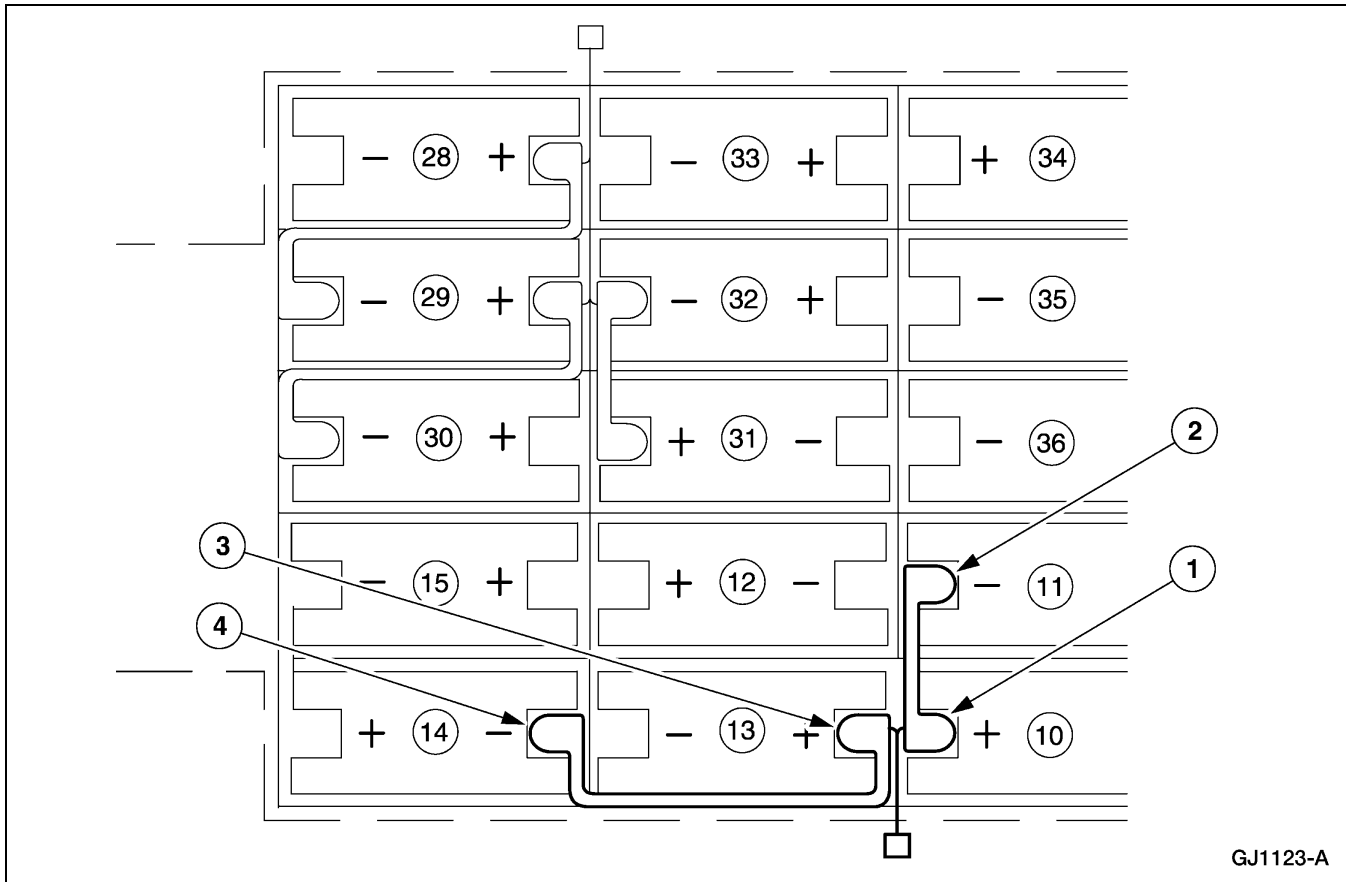 − 28 + − 33 + + 34
− 29 + − 32 + − 35
− 30 + + 31 − − 36
2
3
− 15 + + 12 − − 11
1
4
+ 14 − − 13 + + 10
GJ1123-A